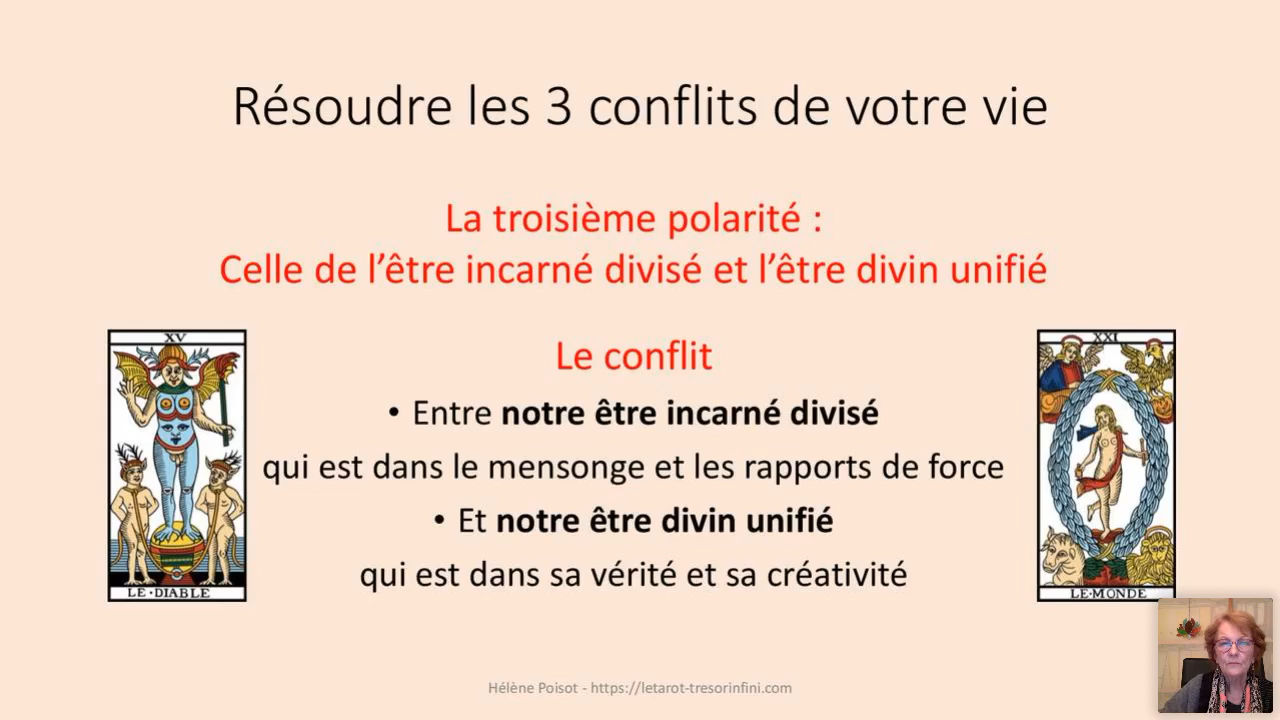 Résoudre les 3 conflits de votre vie
La troisième polarité :
Celle de l’être incarné divisé et l’être divin unifié
XV
XXI
Le conflit
• Entre notre être incarné divisé
qui est dans le mensonge et les rapports de force
• Et notre être divin unifié
qui est dans sa vérité et sa créativité
LE·DIABLE
LE·MONDE
Hélène Poisot - https://letarot-tresorinfini.com